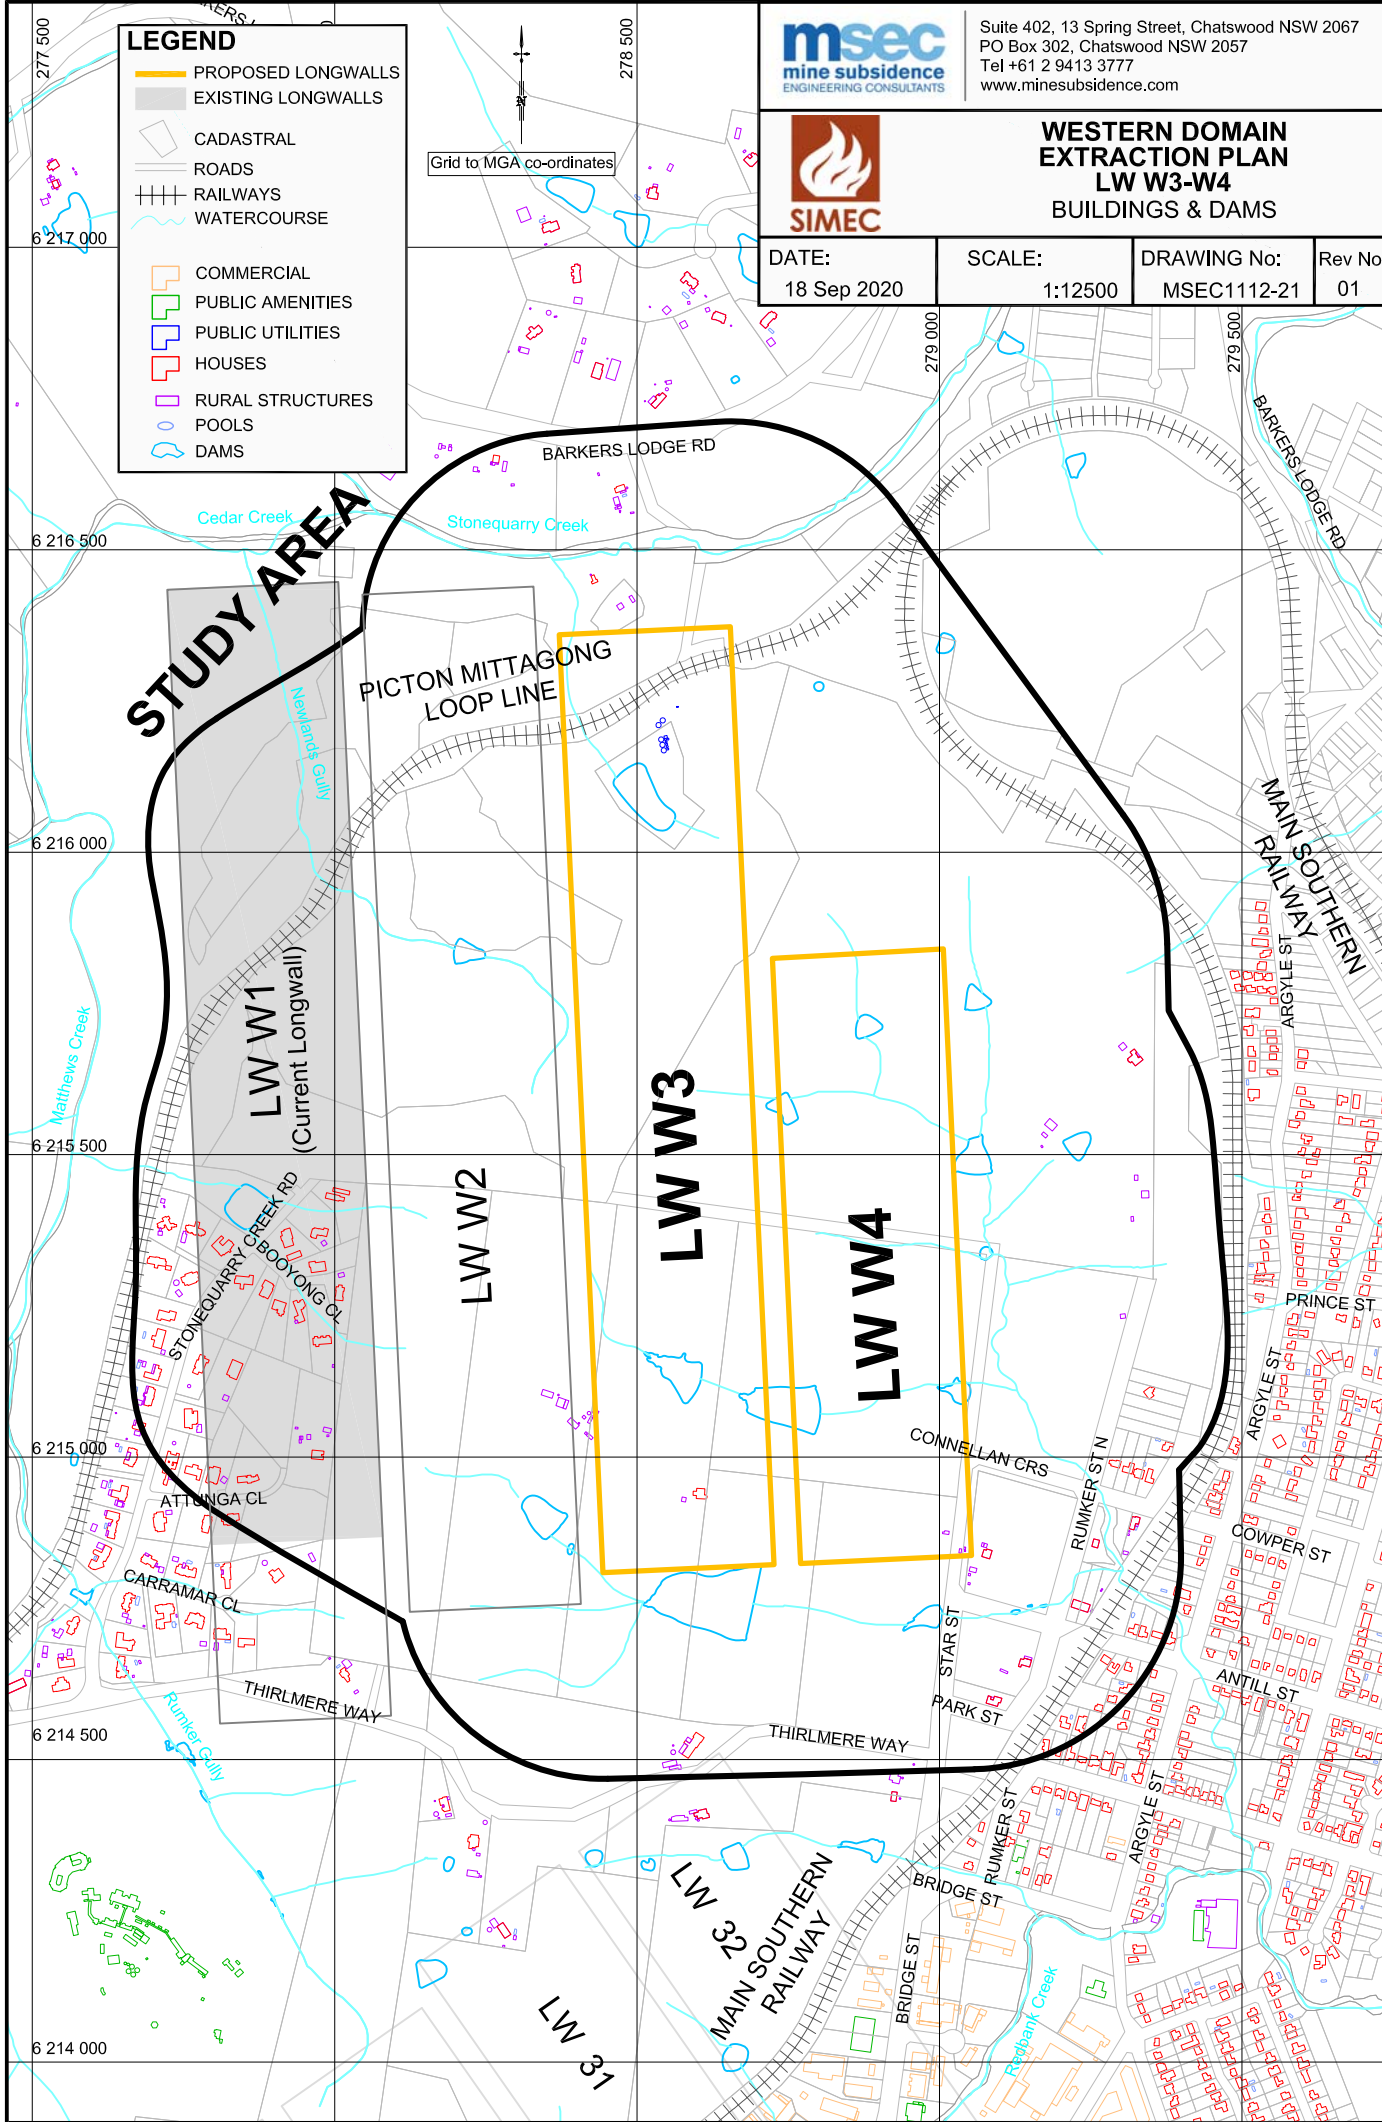 KERS L
277 500
278 500
LEGEND
PROPOSED LONGWALLS
EXISTING LONGWALLS
CADASTRAL
ROADS
RAILWAYS
WATERCOURSE
COMMERCIAL
PUBLIC AMENITIES
PUBLIC UTILITIES
HOUSES
RURAL STRUCTURES
POOLS
DAMS
N
Grid to MGA co-ordinates
msec
mine subsidence
ENGINEERING CONSULTANTS
Suite 402, 13 Spring Street, Chatswood NSW 2067
PO Box 302, Chatswood NSW 2057
Tel +61 2 9413 3777
www.minesubsidence.com
SIMEC
WESTERN DOMAIN
EXTRACTION PLAN
LW W3-W4
BUILDINGS & DAMS
DATE:
18 Sep 2020
SCALE:
1:12500
DRAWING No:
MSEC1112-21
Rev No
01
6 217 000
279 000
279 500
BARKERS LODGE RD
BARKERS LODGE RD
Cedar Creek
Stonequarry Creek
6 216 500
STUDY AREA
PICTON MITTAGONG
LOOP LINE
Newlands Gully
MAIN SOUTHERN
RAILWAY
6 216 000
ARGYLE ST
LW W1
(Current Longwall)
Matthews Creek
LW W3
6 215 500
LW W2
LW W4
STONEQUARRY CREEK RD
BOOYONG CL
PRINCE ST
ARGYLE ST
6 215 000
CONNELLAN CRS
RUMKER ST N
ATTUNGA CL
COWPER ST
CARRAMAR CL
STAR ST
ANTILL ST
PARK ST
THIRLMERE WAY
THIRLMERE WAY
Rumker Gully
6 214 500
RUMKER ST
ARGYLE ST
LW 32
MAIN SOUTHERN
RAILWAY
BRIDGE ST
BRIDGE ST
Redbank Creek
LW 31
6 214 000